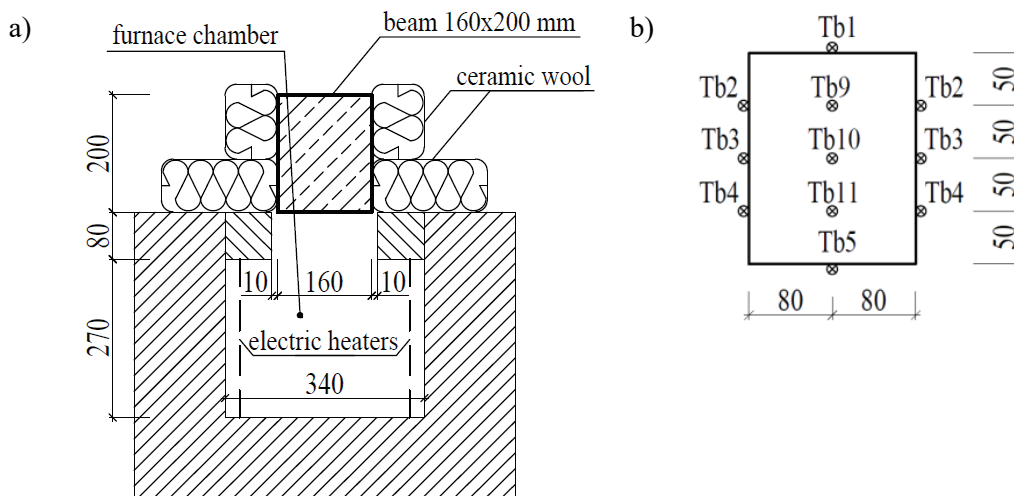 a)
furnace chamber
beam 160x200 mm
ceramic wool
200
80
270
10
160
10
electric heaters
340
b)
Tb1
Tb2
Tb9
Tb2
Tb3
Tb10
Tb3
Tb4
Tb11
Tb4
Tb5
50
50
50
50
80
80